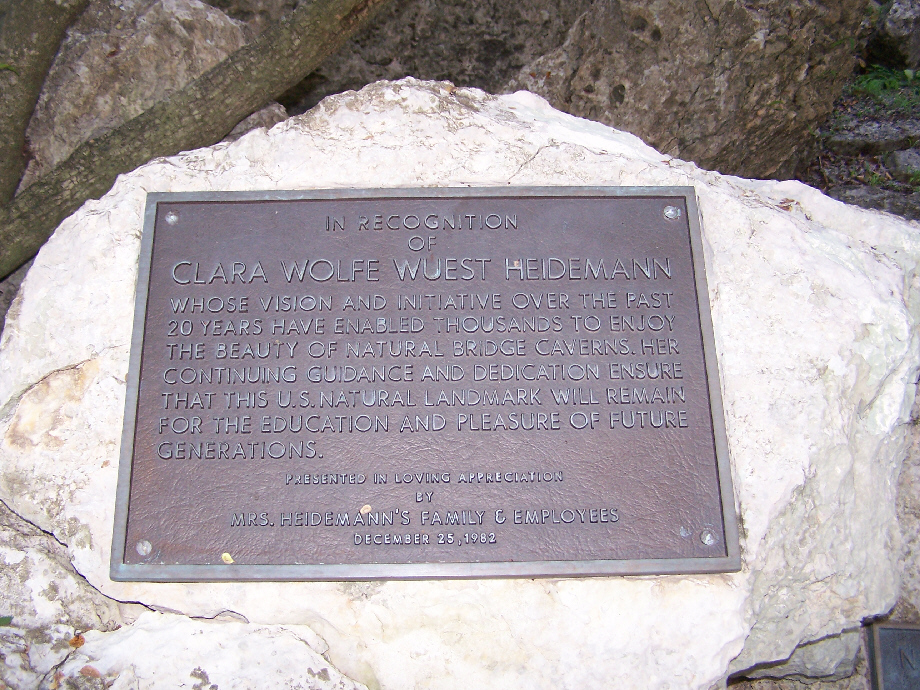 IN RECOGNITION
OF
CLARA WOLFE WUEST HEIDEMANN
WHOSE VISION AND INITIATIVE OVER THE PAST
20 YEARS HAVE ENABLED THOUSANDS TO ENJOY
THE BEAUTY OF NATURAL BRIDGE CAVERNS. HER
CONTINUING GUIDANCE AND DEDICATION ENSURE
THAT THIS U.S. NATURAL LANDMARK WILL REMAIN
FOR THE EDUCATION AND PLEASURE OF FUTURE
GENERATIONS.
PRESENTED IN LOVING APPRECIATION
BY
MRS. HEIDEMANN'S FAMILY & EMPLOYEES
DECEMBER 25, 1982